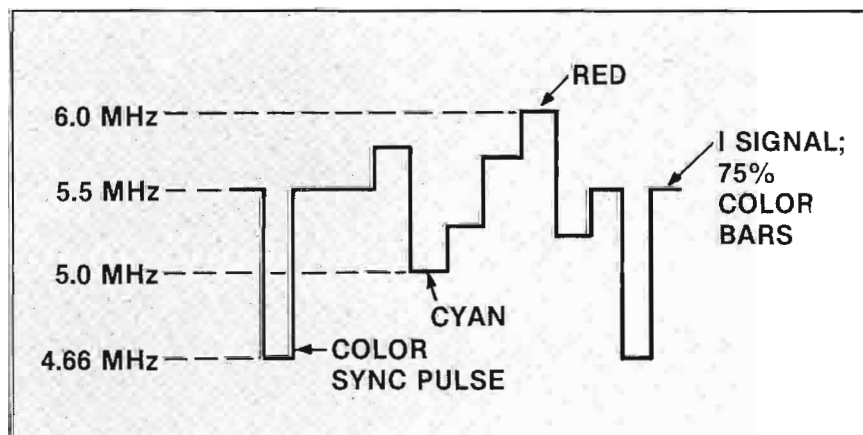 RED
6.0 MHz
I SIGNAL;
75%
COLOR
BARS
5.5 MHz
5.0 MHz
CYAN
4.66 MHz
COLOR
SYNC PULSE